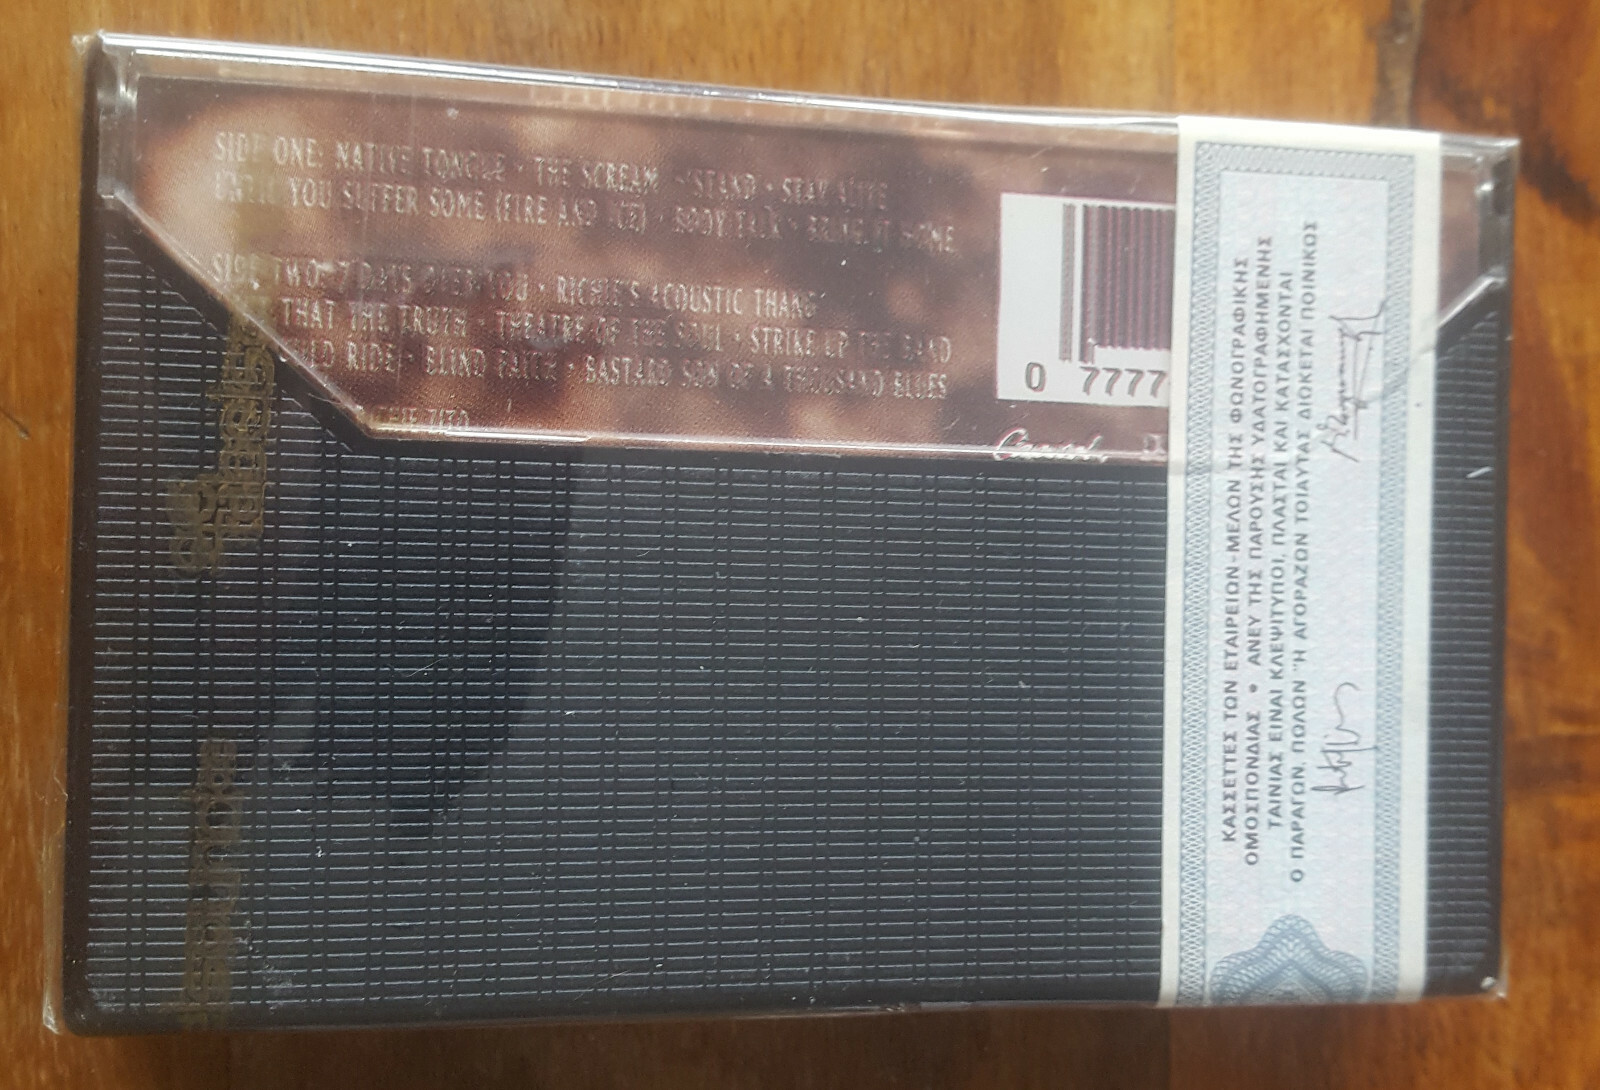 SIDE ONE: NATIVE TONGUE • THE SCREAM • STAND • STAY ALIVE
UNTIL YOU SUFFER SOME (FIRE AND ICE) • BODY TALK • BRING IT HOME
SIDE TWO: 7 DAYS OVER YOU • RICHIE'S ACOUSTIC THANG
THAT THE TRUTH • THEATRE OF THE SOUL • STRIKE UP THE BAND
RIDE • BLIND FAITH • BASTARD SON OF A THOUSAND BLUES
ZITO
0 7777
ΚΑΣΣΕΤΤΕΣ ΤΩΝ ΕΤΑΙΡΕΙΩΝ-ΜΕΛΩΝ ΤΗΣ ΦΩΝΟΓΡΑΦΙΚΗΣ
ΟΜΟΣΠΟΝΔΙΑΣ • ΑΝΕΥ ΤΗΣ ΠΑΡΟΥΣΗΣ ΥΔΑΤΟΓΡΑΦΗΜΕΝΗΣ
ΤΑΙΝΙΑΣ ΕΙΝΑΙ ΚΛΕΨΙΤΥΠΟΙ, ΠΛΑΣΤΑΙ ΚΑΙ ΚΑΤΑΣΧΟΝΤΑΙ
Ο ΠΑΡΑΓΩΝ, ΠΩΛΩΝ "Η ΑΓΟΡΑΖΩΝ ΤΟΙΑΥΤΑΣ ΔΙΩΚΕΤΑΙ ΠΟΙΝΙΚΩΣ